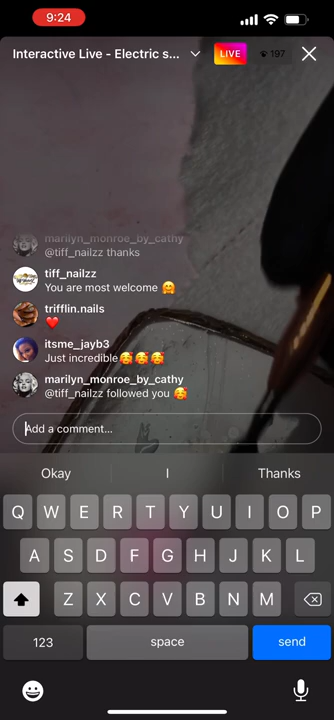 9:24
Interactive Live - Electric s...
LIVE
197
marilyn_monroe_by_cathy
@tiff_nailzz thanks
tiff_nailzz
You are most welcome 🤗
trifflin.nails
❤️
itsme_jayb3
Just incredible🥰🥰🥰
marilyn_monroe_by_cathy
@tiff_nailzz followed you 🥰
Add a comment...
Okay I Thanks
Q W E R T Y U I O P
A S D F G H J K L
Z X C V B N M
123 space send